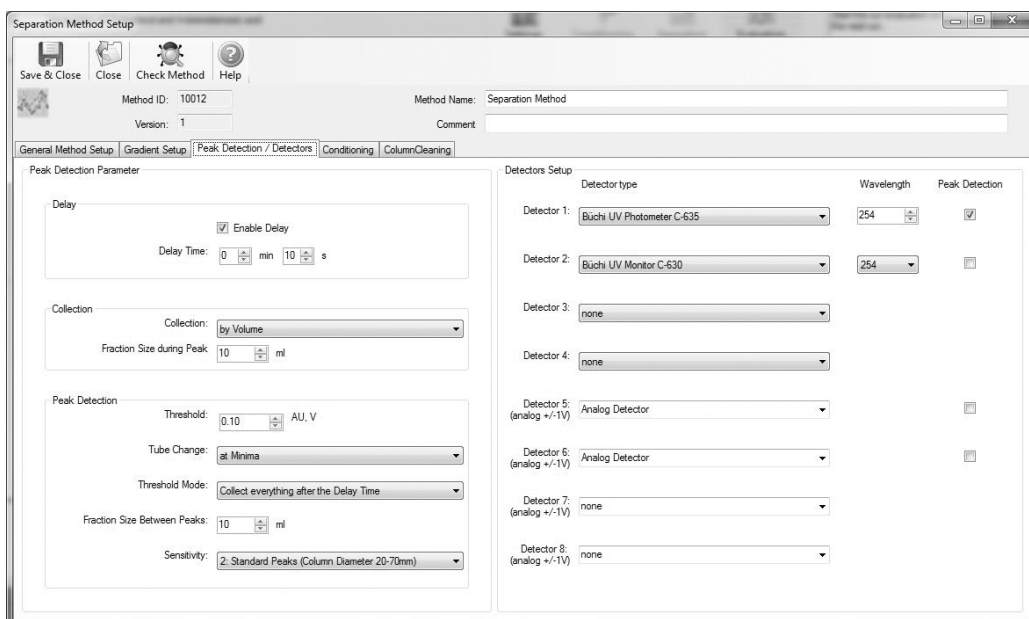 Separation Method Setup
Save & Close Close Check Method Help
Method ID: 10012 Method Name: Separation Method
Version: 1 Comment
General Method Setup Gradient Setup Peak Detection / Detectors Conditioning ColumnCleaning
Peak Detection Parameter
Delay
Enable Delay
Delay Time: 0 min 10 s
Collection
Collection: by Volume
Fraction Size during Peak 10 ml
Peak Detection
Threshold: 0.10 AU, V
Tube Change: at Minima
Threshold Mode: Collect everything after the Delay Time
Fraction Size Between Peaks: 10 ml
Sensitivity: 2: Standard Peaks (Column Diameter 20-70mm)
Detectors Setup
Detector type Wavelength Peak Detection
Detector 1: Büchi UV Photometer C-635 254
Detector 2: Büchi UV Monitor C-630 254
Detector 3: none
Detector 4: none
Detector 5: Analog Detector
(analog +/-1V)
Detector 6: Analog Detector
(analog +/-1V)
Detector 7: none
(analog +/-1V)
Detector 8: none
(analog +/-1V)